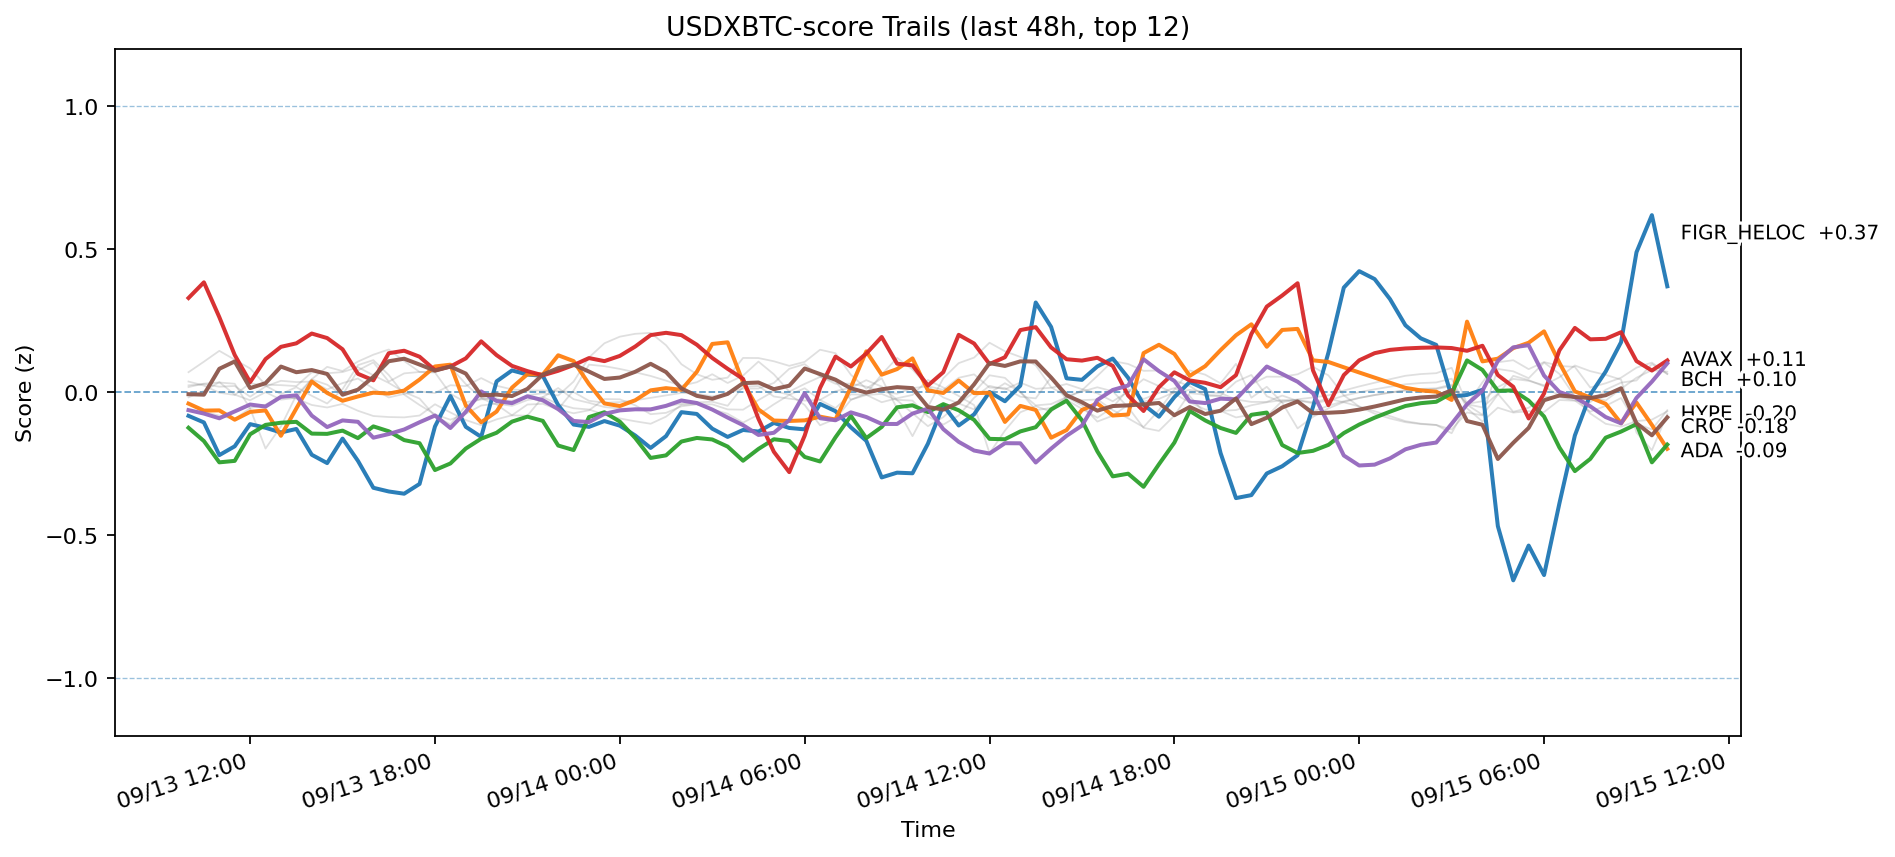 USDXBTC-score Trails (last 48h, top 12)
Score (z)
1.0
0.5
0.0
−0.5
−1.0
FIGR_HELOC +0.37
AVAX +0.11
BCH +0.10
HYPE -0.20
CRO -0.18
ADA -0.09
09/13 12:00
09/13 18:00
09/14 00:00
09/14 06:00
09/14 12:00
09/14 18:00
09/15 00:00
09/15 06:00
09/15 12:00
Time